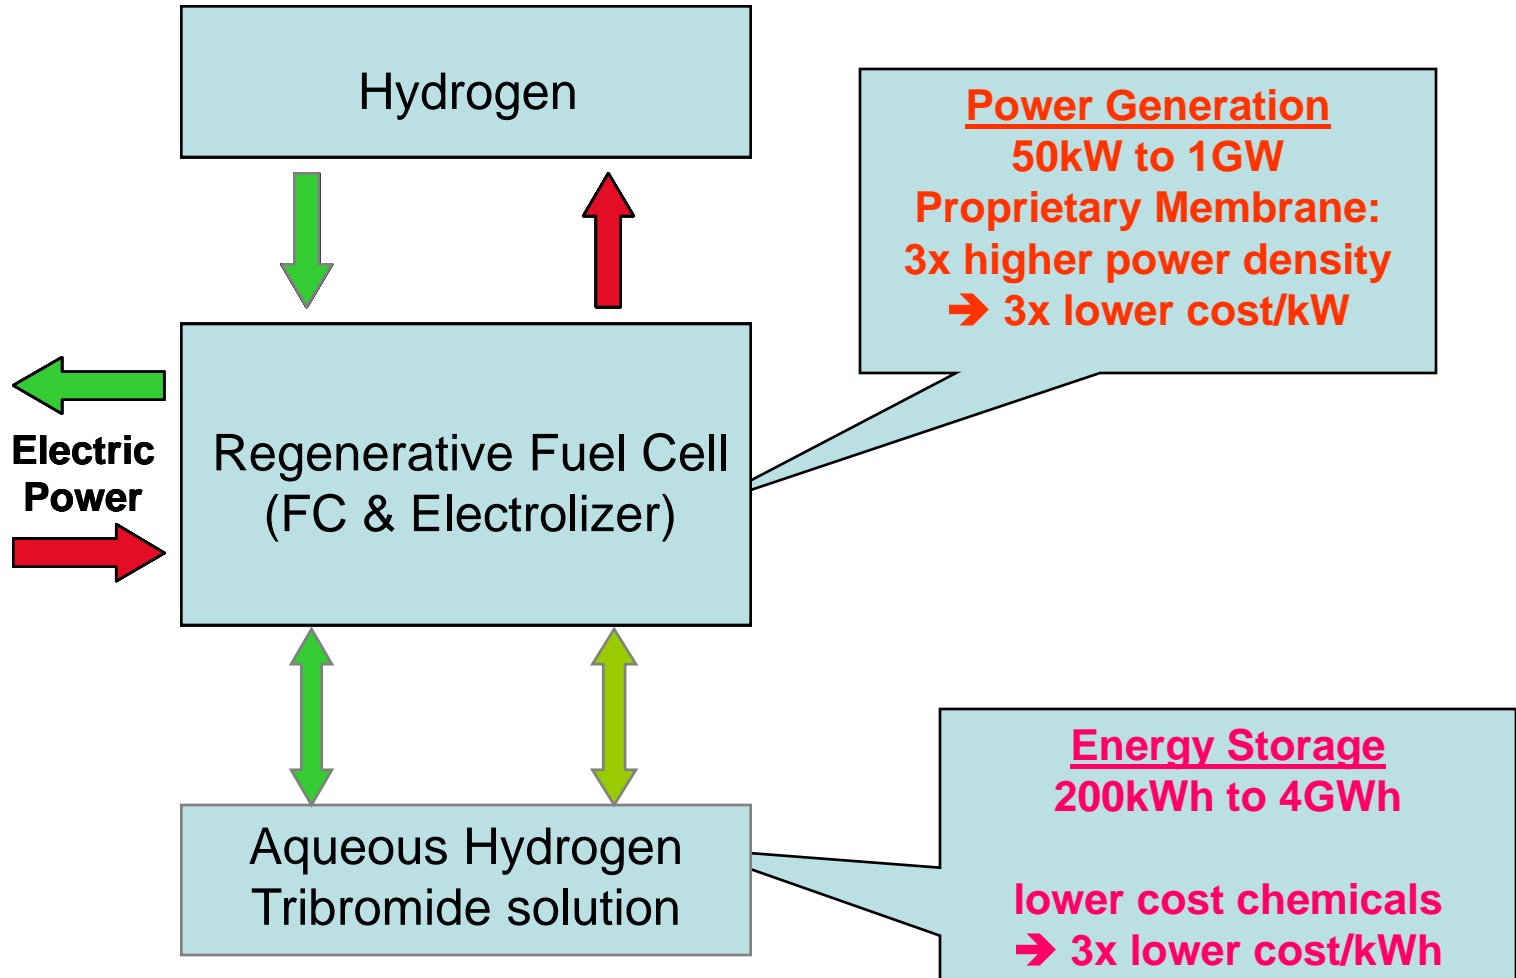 Hydrogen
Power Generation
50kW to 1GW
Proprietary Membrane:
3x higher power density
➔ 3x lower cost/kW
Electric
Power
Regenerative Fuel Cell
(FC & Electrolizer)
Energy Storage
200kWh to 4GWh
lower cost chemicals
➔ 3x lower cost/kWh
Aqueous Hydrogen
Tribromide solution